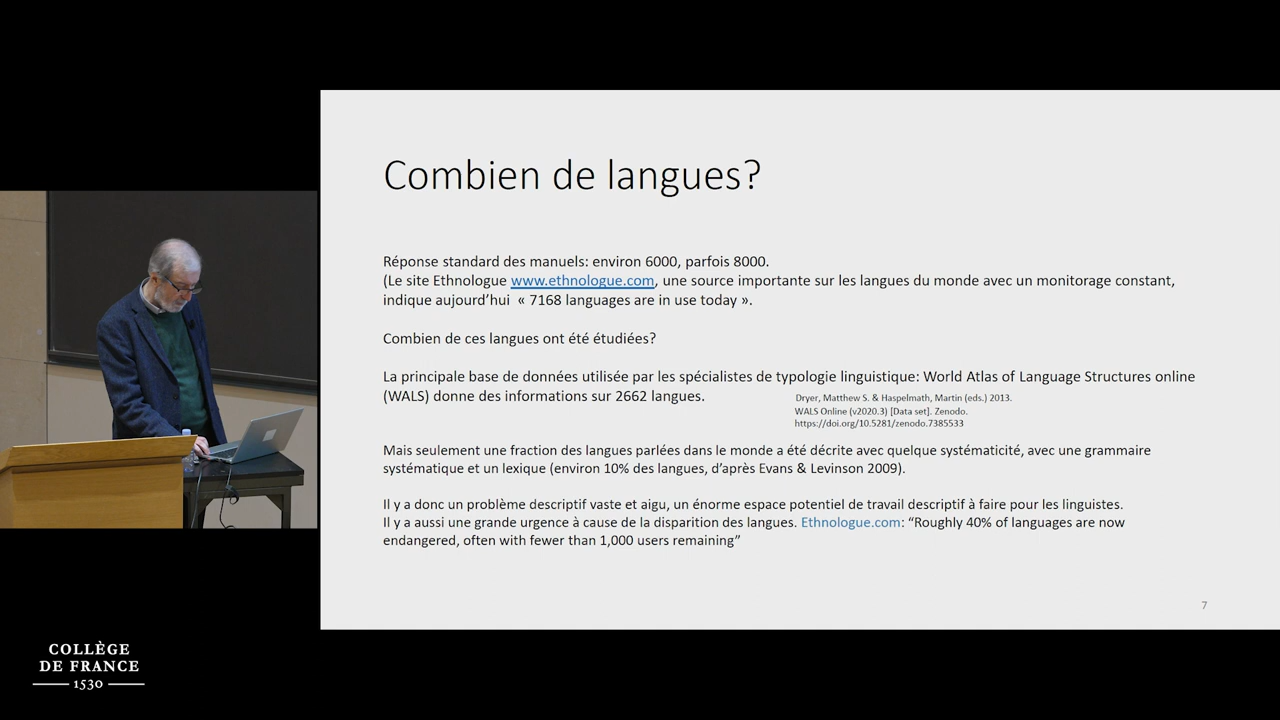 Combien de langues?
Réponse standard des manuels: environ 6000, parfois 8000.
(Le site Ethnologue www.ethnologue.com, une source importante sur les langues du monde avec un monitorage constant,
indique aujourd’hui « 7168 languages are in use today ».
Combien de ces langues ont été étudiées?
La principale base de données utilisée par les spécialistes de typologie linguistique: World Atlas of Language Structures online
(WALS) donne des informations sur 2662 langues.
Dryer, Matthew S. & Haspelmath, Martin (eds.) 2013.
WALS Online (v2020.3) [Data set]. Zenodo.
https://doi.org/10.5281/zenodo.7385533
Mais seulement une fraction des langues parlées dans le monde a été décrite avec quelque systématicité, avec une grammaire
systématique et un lexique (environ 10% des langues, d’après Evans & Levinson 2009).
Il y a donc un problème descriptif vaste et aigu, un énorme espace potentiel de travail descriptif à faire pour les linguistes.
Il y a aussi une grande urgence à cause de la disparition des langues. Ethnologue.com: “Roughly 40% of languages are now
endangered, often with fewer than 1,000 users remaining”
7
COLLÈGE
DE FRANCE
1530